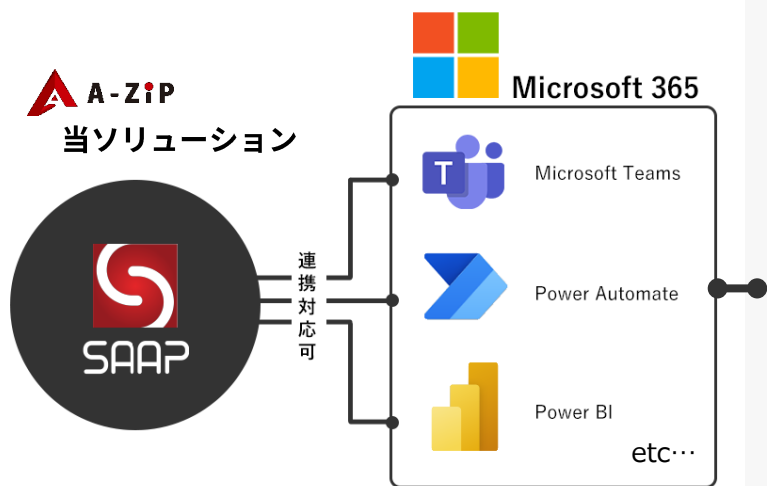 A-ZiP
当ソリューション
SAAP
連携対応可
Microsoft 365
T
Microsoft Teams
Power Automate
Power BI
etc…